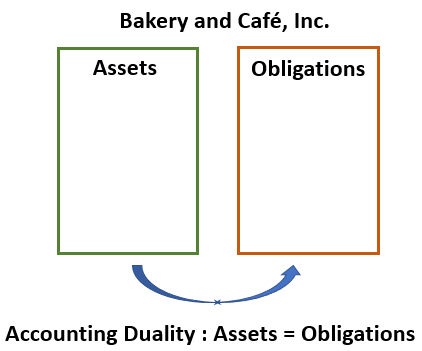 Bakery and Café, Inc.
Assets
Obligations
Accounting Duality : Assets = Obligations